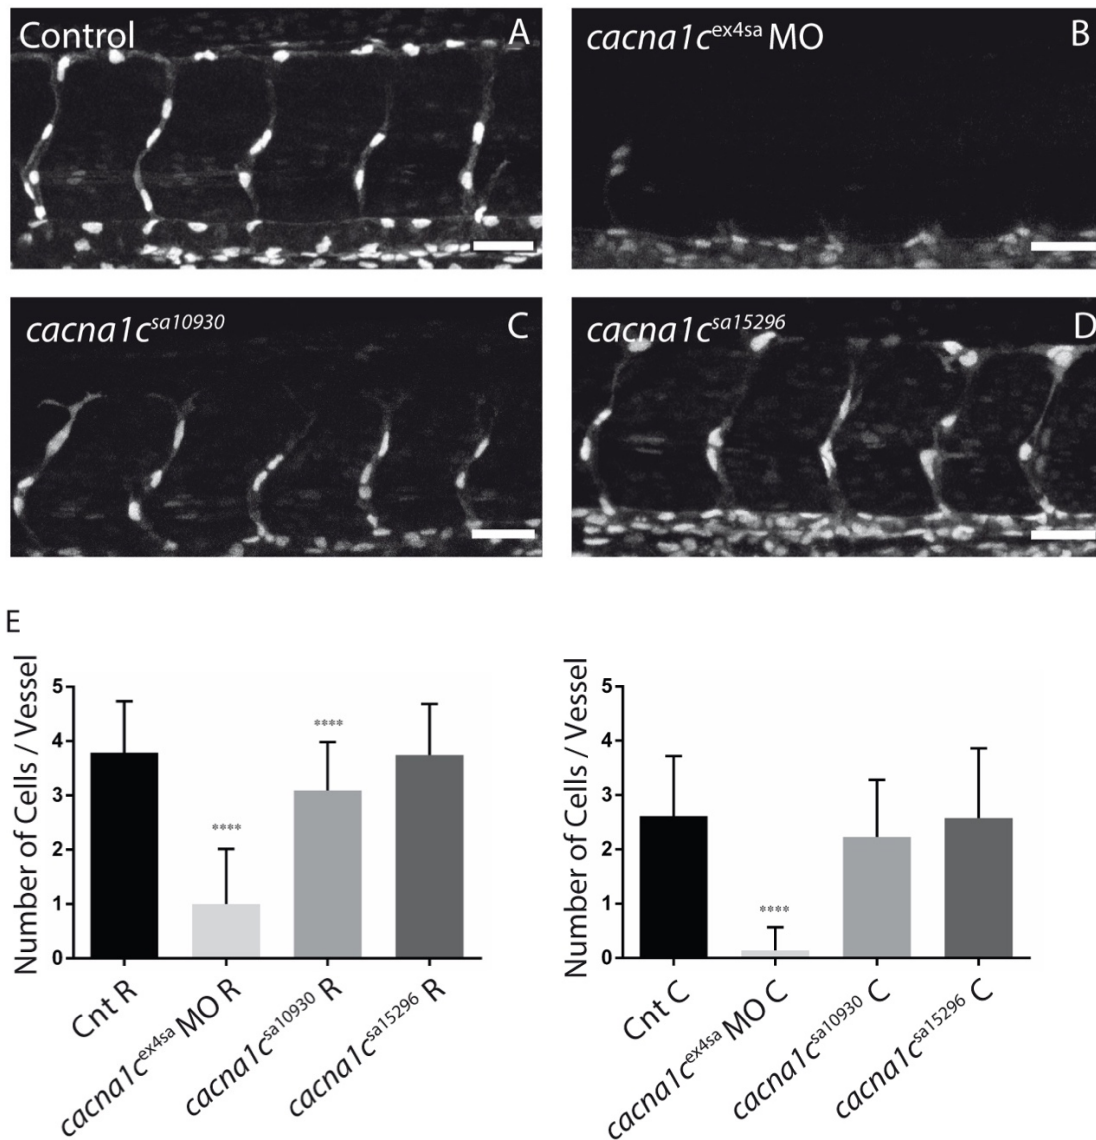 Control A
cacna1c^ex4sa MO B
cacna1c^sa10930 C
cacna1c^sa15296 D
E
Number of Cells / Vessel
5
4
3
2
1
0
****
****
Cnt R
cacna1c^ex4sa MO R
cacna1c^sa10930 R
cacna1c^sa15296 R
Number of Cells / Vessel
5
4
3
2
1
0
****
Cnt C
cacna1c^ex4sa MO C
cacna1c^sa10930 C
cacna1c^sa15296 C